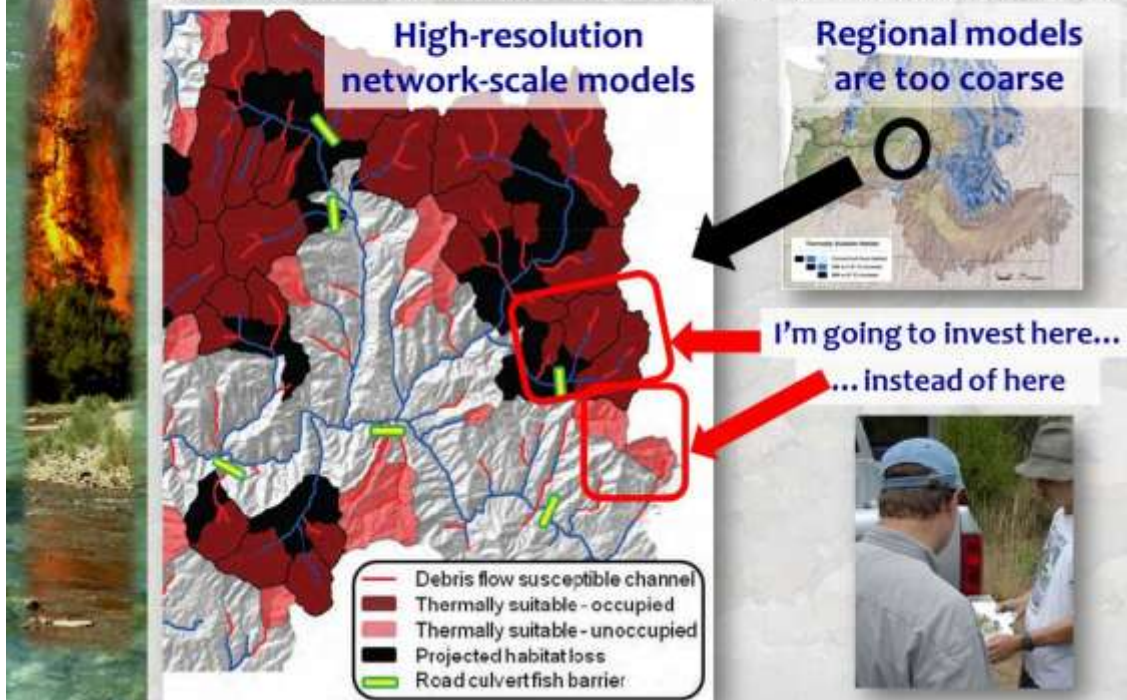 High-resolution
network-scale models
Regional models
are too coarse
I'm going to invest here...
... instead of here
Debris flow susceptible channel
Thermally suitable - occupied
Thermally suitable - unoccupied
Projected habitat loss
Road culvert fish barrier